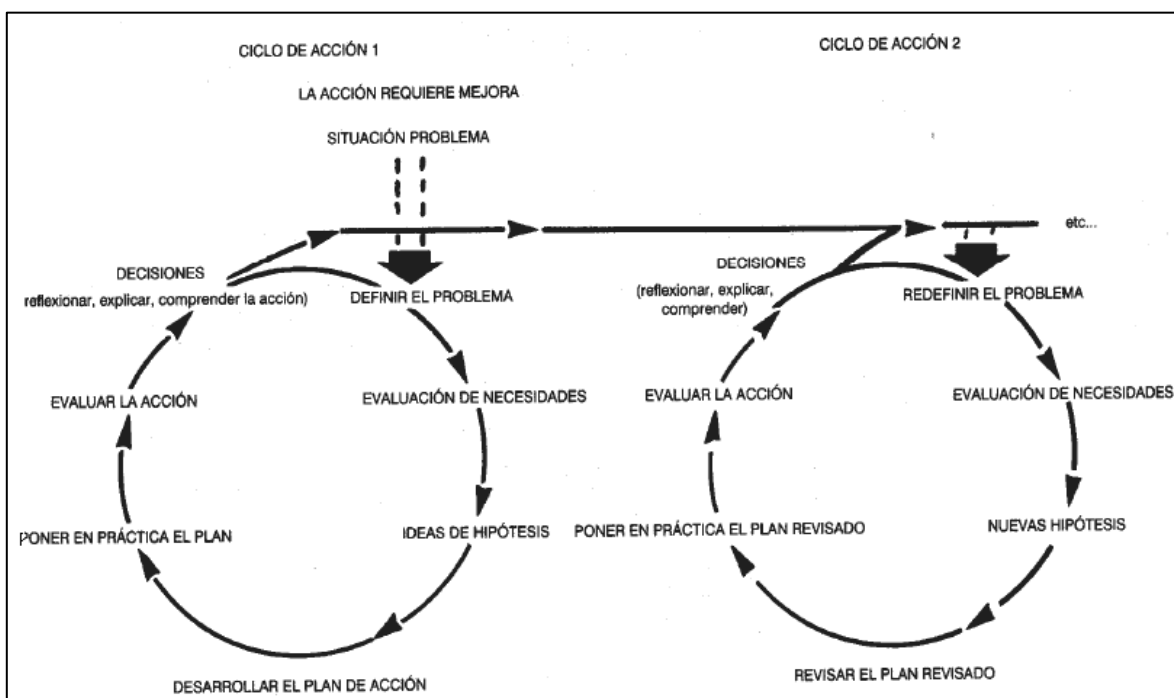 CICLO DE ACCIÓN 1
LA ACCIÓN REQUIERE MEJORA
SITUACIÓN PROBLEMA
DECISIONES
reflexionar, explicar, comprender la acción)
DEFINIR EL PROBLEMA
EVALUACIÓN DE NECESIDADES
IDEAS DE HIPÓTESIS
DESARROLLAR EL PLAN DE ACCIÓN
PONER EN PRÁCTICA EL PLAN
EVALUAR LA ACCIÓN
CICLO DE ACCIÓN 2
etc...
DECISIONES
(reflexionar, explicar,
comprender)
REDEFINIR EL PROBLEMA
EVALUACIÓN DE NECESIDADES
NUEVAS HIPÓTESIS
REVISAR EL PLAN REVISADO
PONER EN PRÁCTICA EL PLAN REVISADO
EVALUAR LA ACCIÓN